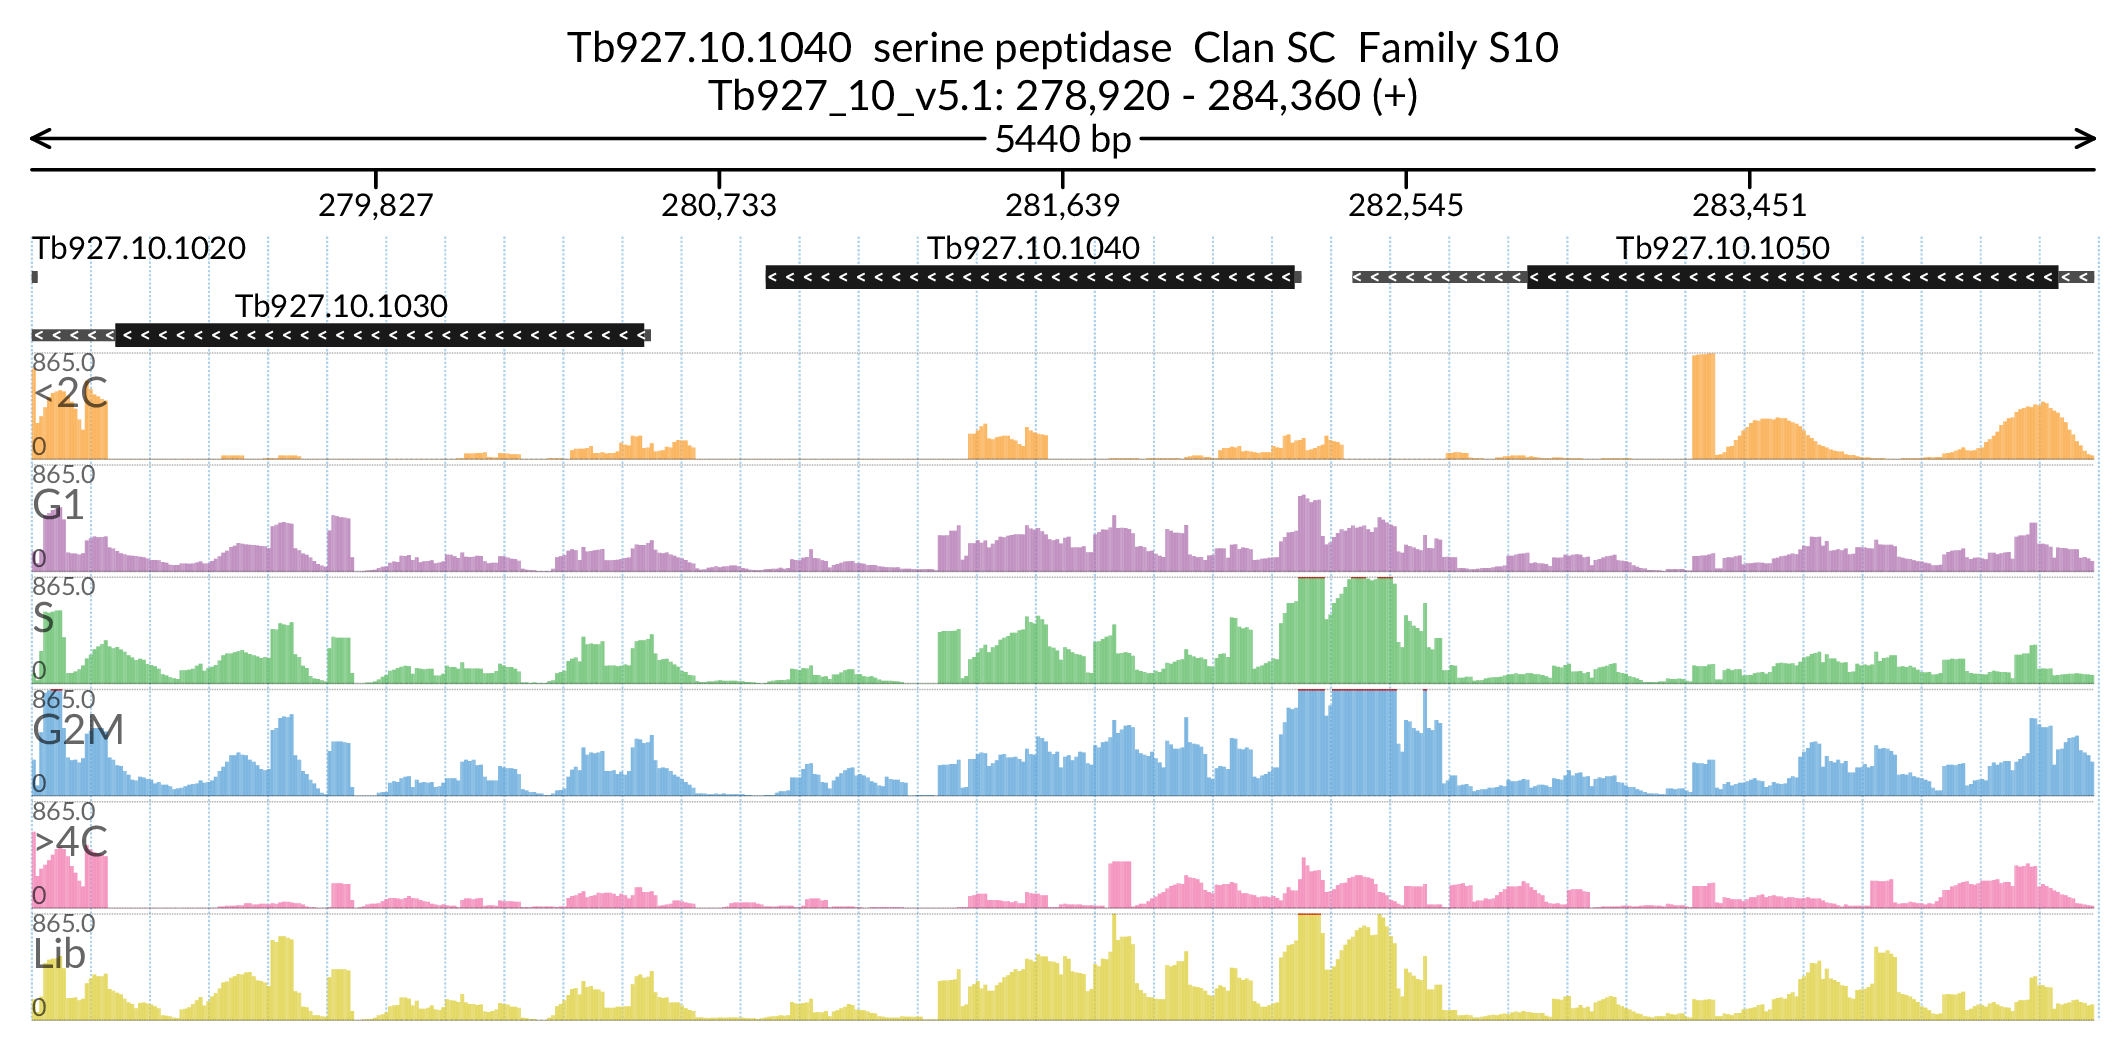 Tb927.10.1040 serine peptidase Clan SC Family S10
Tb927_10_v5.1: 278,920 - 284,360 (+)
5440 bp
279,827 280,733 281,639 282,545 283,451
Tb927.10.1020 Tb927.10.1040 Tb927.10.1050
Tb927.10.1030
865.0
<2C
0
865.0
G1
0
865.0
S
0
865.0
G2M
0
865.0
>4C
0
865.0
Lib
0